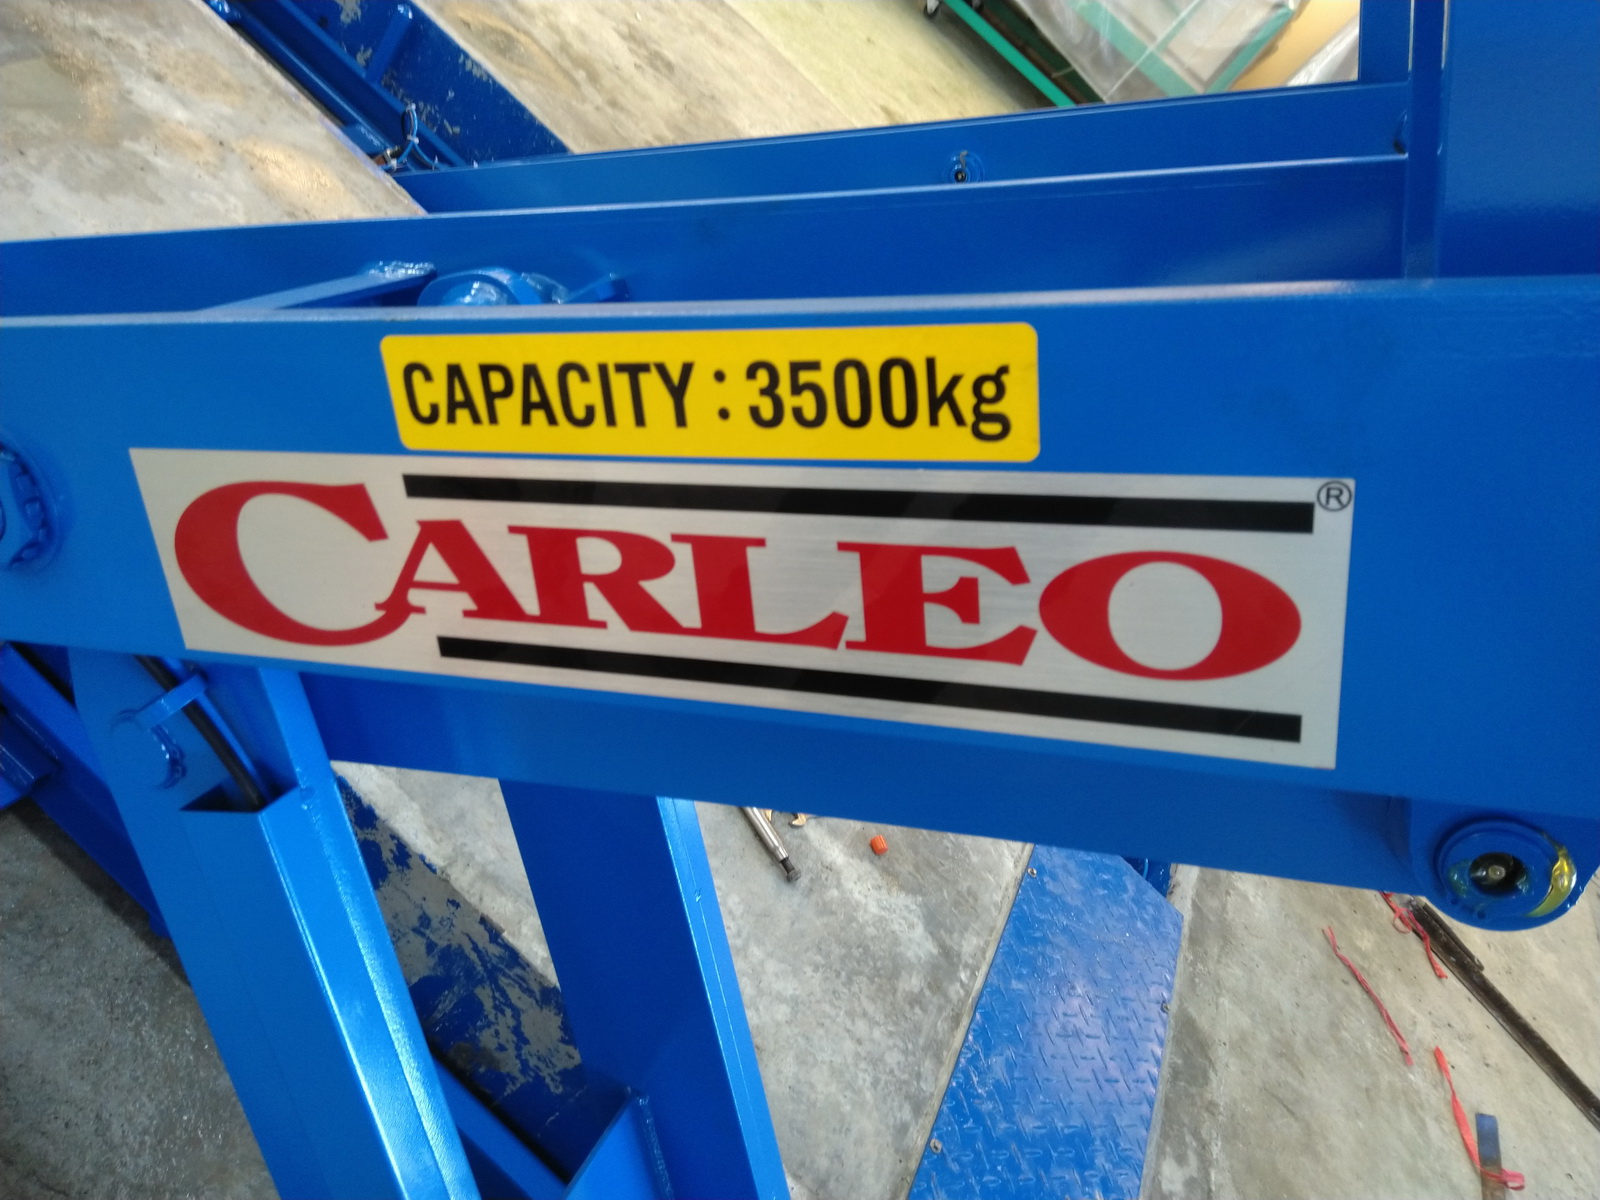 CAPACITY : 3500kg
CARLEO ®